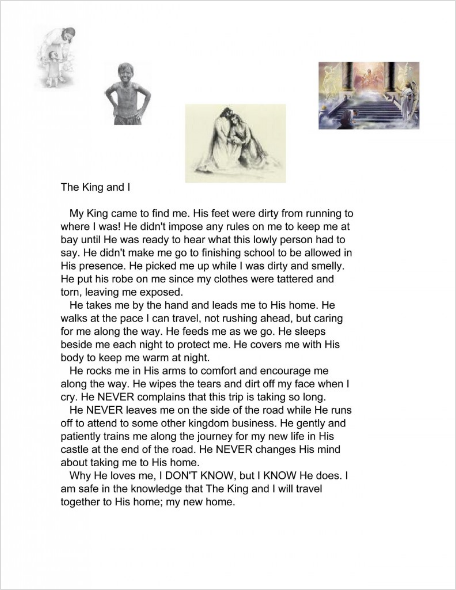 The King and I
My King came to find me. His feet were dirty from running to
where I was! He didn't impose any rules on me to keep me at
bay until He was ready to hear what this lowly person had to
say. He didn't make me go to finishing school to be allowed in
His presence. He picked me up while I was dirty and smelly.
He put his robe on me since my clothes were tattered and
torn, leaving me exposed.
He takes me by the hand and leads me to His home. He
walks at the pace I can travel, not rushing ahead, but caring
for me along the way. He feeds me as we go. He sleeps
beside me each night to protect me. He covers me with His
body to keep me warm at night.
He rocks me in His arms to comfort and encourage me
along the way. He wipes the tears and dirt off my face when I
cry. He NEVER complains that this trip is taking so long.
He NEVER leaves me on the side of the road while He runs
off to attend to some other kingdom business. He gently and
patiently trains me along the journey for my new life in His
castle at the end of the road. He NEVER changes His mind
about taking me to His home.
Why He loves me, I DON'T KNOW, but I KNOW He does. I
am safe in the knowledge that The King and I will travel
together to His home; my new home.